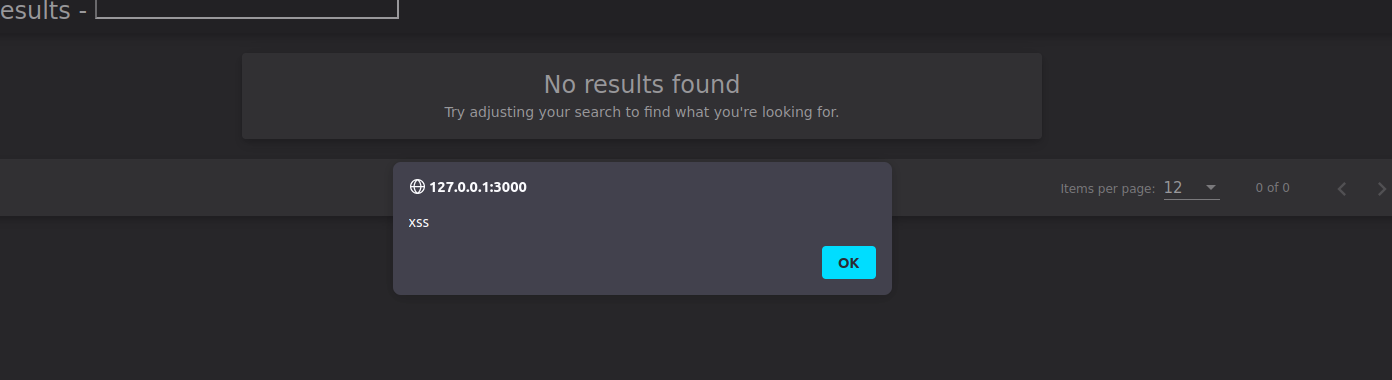 esults -
No results found
Try adjusting your search to find what you're looking for.
127.0.0.1:3000
xss
OK
Items per page: 12 0 of 0